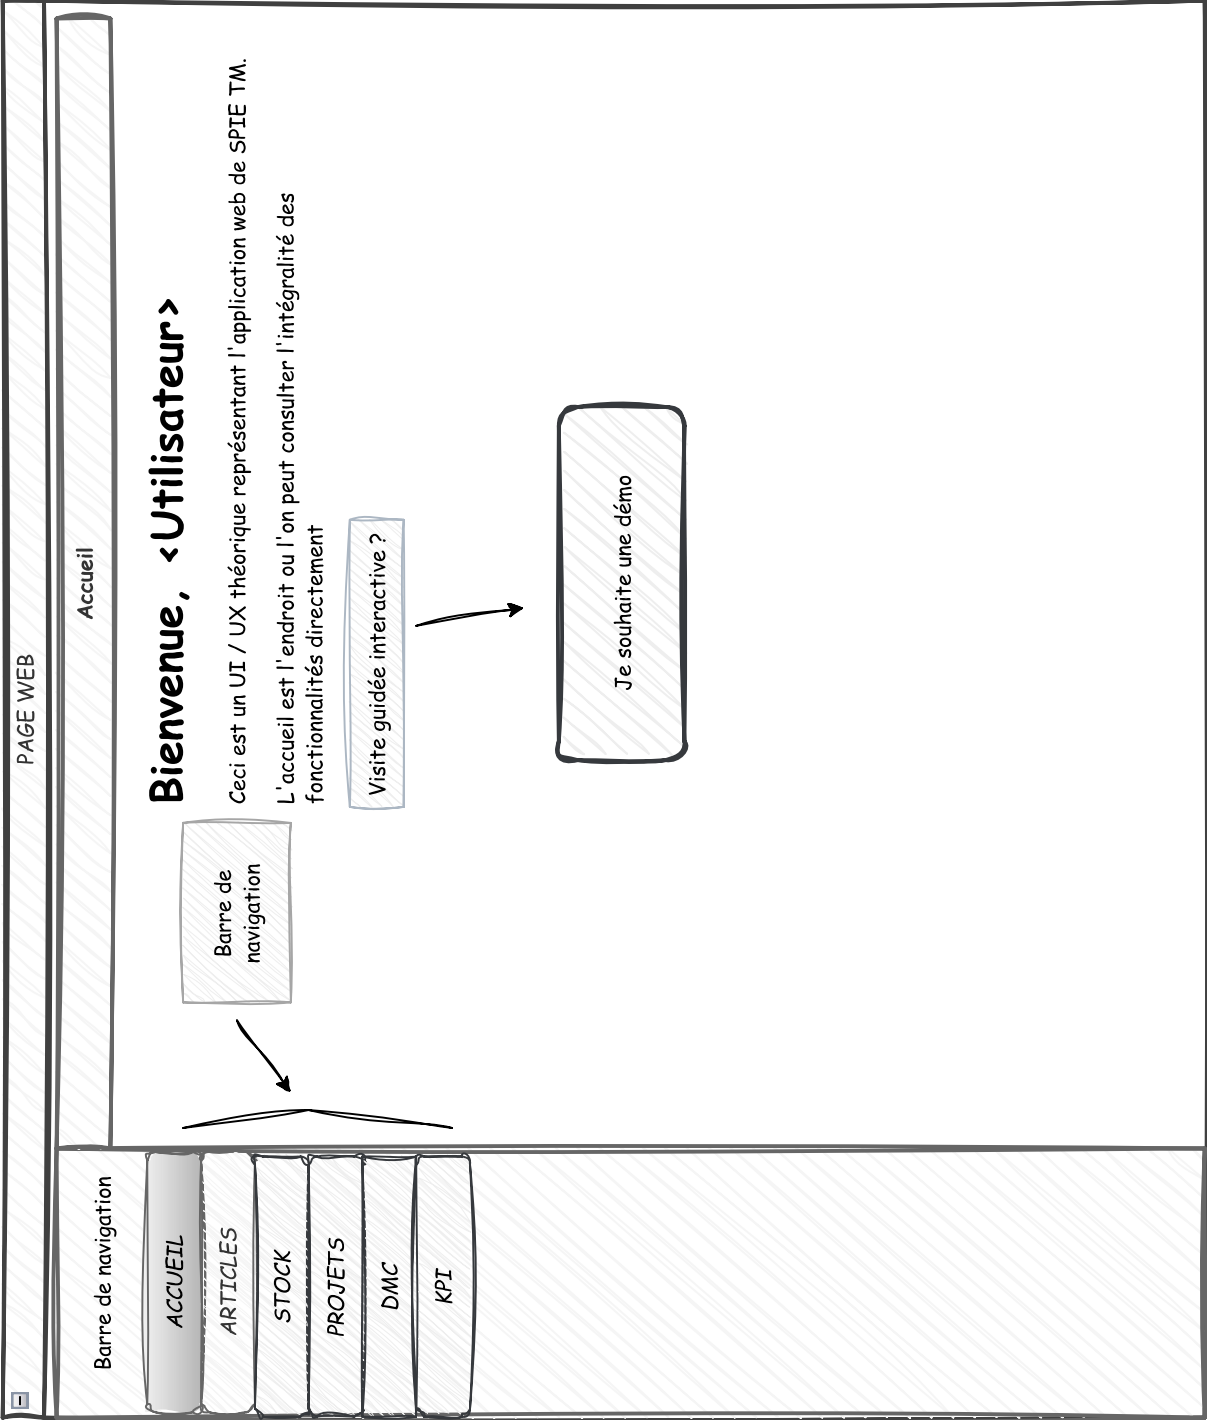 PAGE WEB
Barre de navigation
Accueil
ACCUEIL
ARTICLES
STOCK
PROJETS
DMC
KPI
Barre de
navigation
Bienvenue, <Utilisateur>
Ceci est un UI / UX théorique représentant l'application web de SPIE TM.
L'accueil est l'endroit ou l'on peut consulter l'intégralité des
fonctionnalités directement
Visite guidée interactive ?
Je souhaite une démo